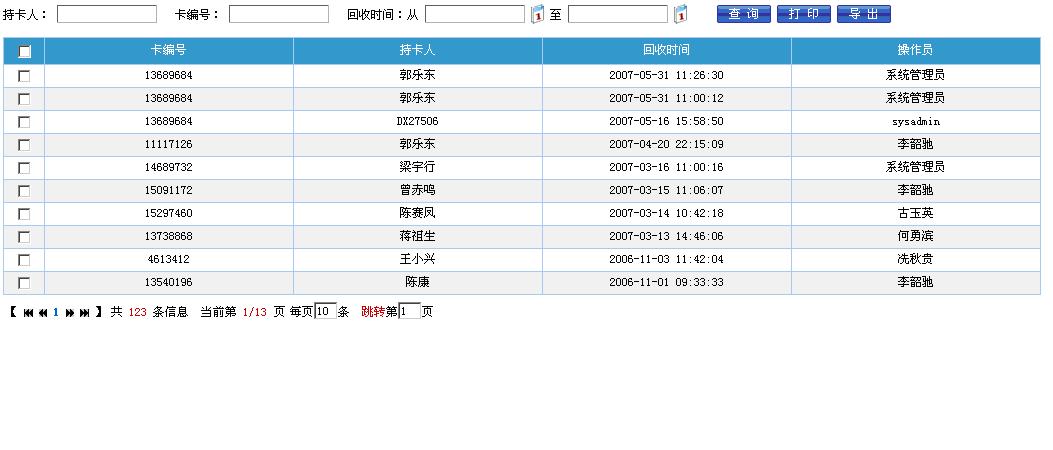 持卡人： 卡编号： 回收时间：从 1 至 1 查 询 打 印 导 出
卡编号 持卡人 回收时间 操作员
13689684 郭乐东 2007-05-31 11:26:30 系统管理员
13689684 郭乐东 2007-05-31 11:00:12 系统管理员
13689684 DX27506 2007-05-16 15:58:50 sysadmin
11117126 郭乐东 2007-04-20 22:15:09 李韶驰
14689732 梁宇行 2007-03-16 11:00:16 系统管理员
15091172 曾赤鸣 2007-03-15 11:06:07 李韶驰
15297460 陈赛凤 2007-03-14 10:42:18 古玉英
13738868 蒋祖生 2007-03-13 14:46:06 何勇滨
4613412 王小兴 2006-11-03 11:42:04 冼秋贵
13540196 陈康 2006-11-01 09:33:33 李韶驰
【 1 】 共 123 条信息 当前第 1/13 页 每页10条 跳转第1页